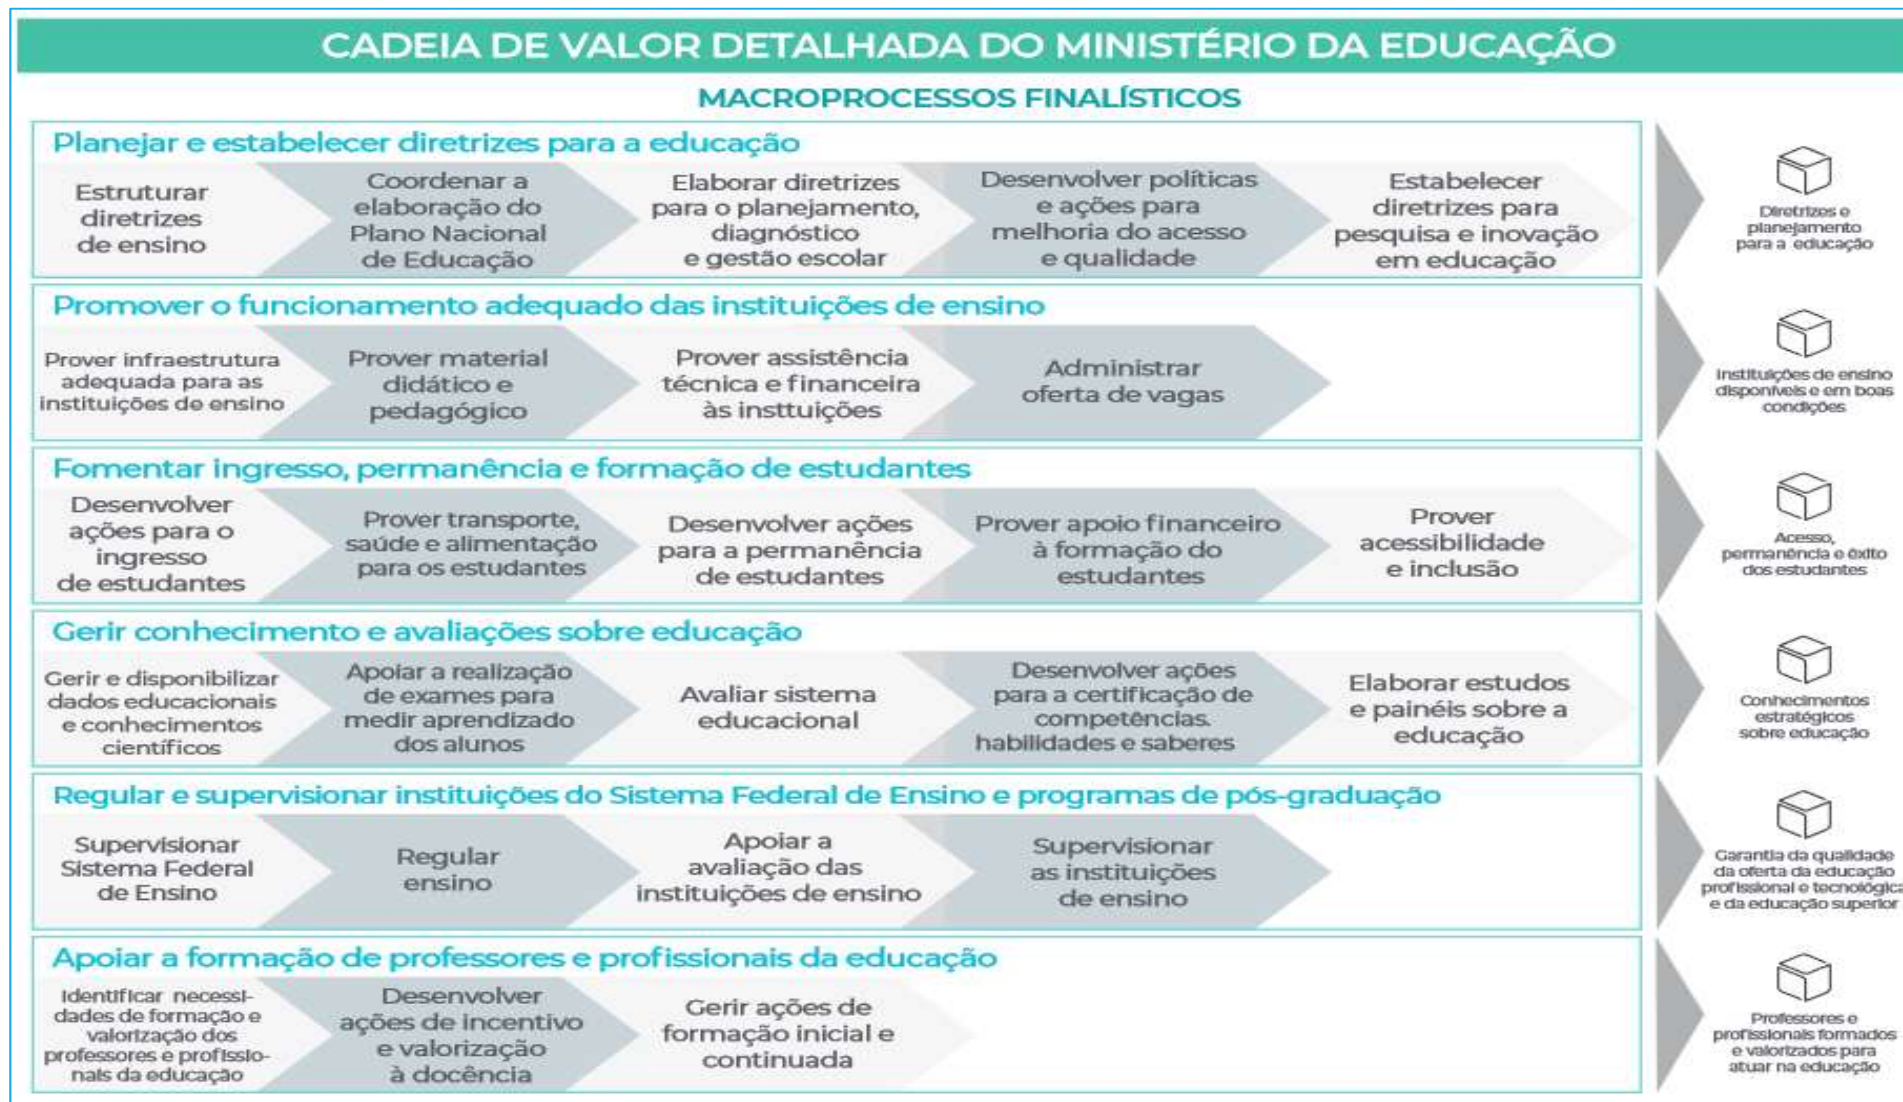 CADEIA DE VALOR DETALHADA DO MINISTÉRIO DA EDUCAÇÃO
MACROPROCESSOS FINALÍSTICOS
Planejar e estabelecer diretrizes para a educação
Estruturar
diretrizes
de ensino
Coordenar a
elaboração do
Plano Nacional
de Educação
Elaborar diretrizes
para o planejamento,
diagnóstico
e gestão escolar
Desenvolver políticas
e ações para
melhoria do acesso
e qualidade
Estabelecer
diretrizes para
pesquisa e inovação
em educação
Diretrizes e
planejamento
para a educação
Promover o funcionamento adequado das instituições de ensino
Prover infraestrutura
adequada para as
instituições de ensino
Prover material
didático e
pedagógico
Prover assistência
técnica e financeira
às insttuições
Administrar
oferta de vagas
Instituições de ensino
disponíveis e em boas
condições
Fomentar ingresso, permanência e formação de estudantes
Desenvolver
ações para o
ingresso
de estudantes
Prover transporte,
saúde e alimentação
para os estudantes
Desenvolver ações
para a permanência
de estudantes
Prover apoio financeiro
à formação do
estudantes
Prover
acessibilidade
e inclusão
Acesso,
permanência e êxito
dos estudantes
Gerir conhecimento e avaliações sobre educação
Gerir e disponibilizar
dados educacionais
e conhecimentos
científicos
Apoiar a realização
de exames para
medir aprendizado
dos alunos
Avaliar sistema
educacional
Desenvolver ações
para a certificação de
competências.
habilidades e saberes
Elaborar estudos
e painéis sobre a
educação
Conhecimentos
estratégicos
sobre educação
Regular e supervisionar instituições do Sistema Federal de Ensino e programas de pós-graduação
Supervisionar
Sistema Federal
de Ensino
Regular
ensino
Apoiar a
avaliação das
instituições de ensino
Supervisionar
as instituições
de ensino
Garantia da qualidade
da oferta da educação
profissional e tecnológica
e da educação superior
Apoiar a formação de professores e profissionais da educação
Identificar necessi-
dades de formação e
valorização dos
professores e profissio-
nais da educação
Desenvolver
ações de incentivo
e valorização
à docência
Gerir ações de
formação inicial e
continuada
Professores e
profissionais formados
e valorizados para
atuar na educação